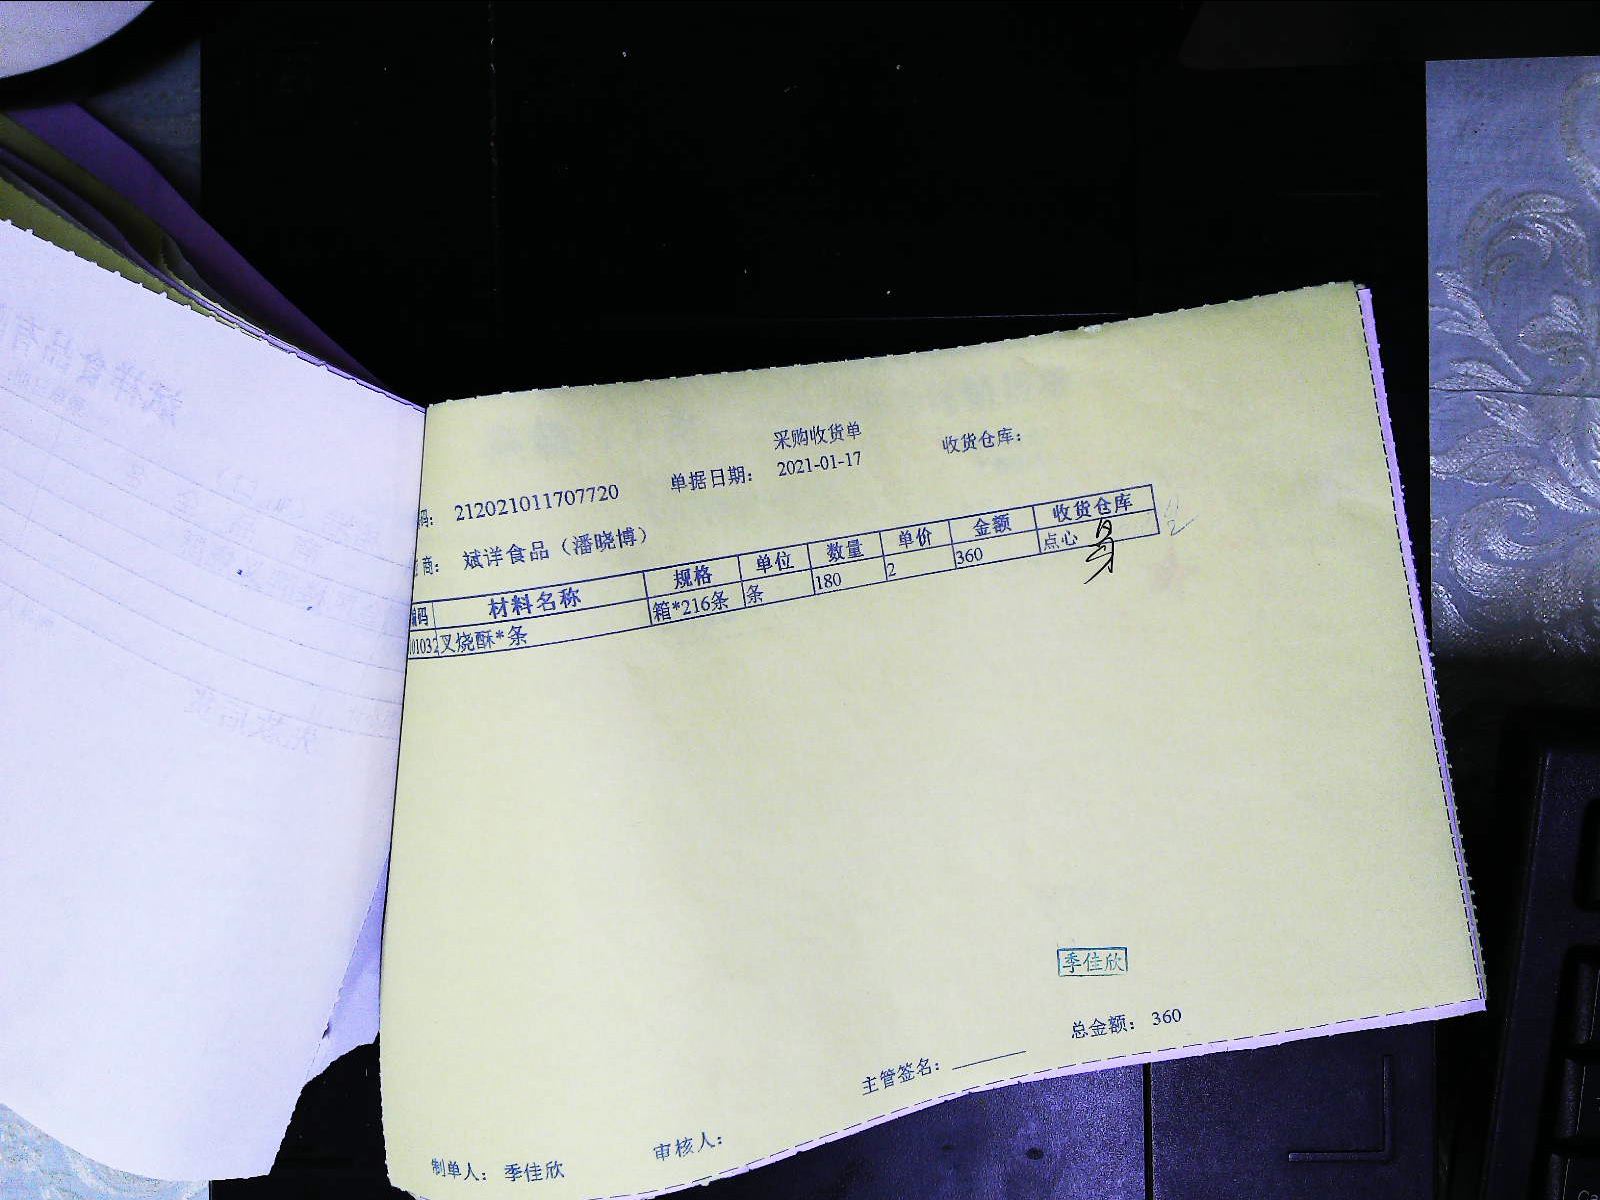 采购收货单
码： 212021011707720 单据日期： 2021-01-17 收货仓库：
商： 斌洋食品（潘晓博）
编码 材料名称 规格 单位 数量 单价 金额 收货仓库
01032 叉烧酥*条 箱*216条 条 180 2 360 点心
季佳欣
总金额： 360
主管签名：
审核人：
制单人： 季佳欣